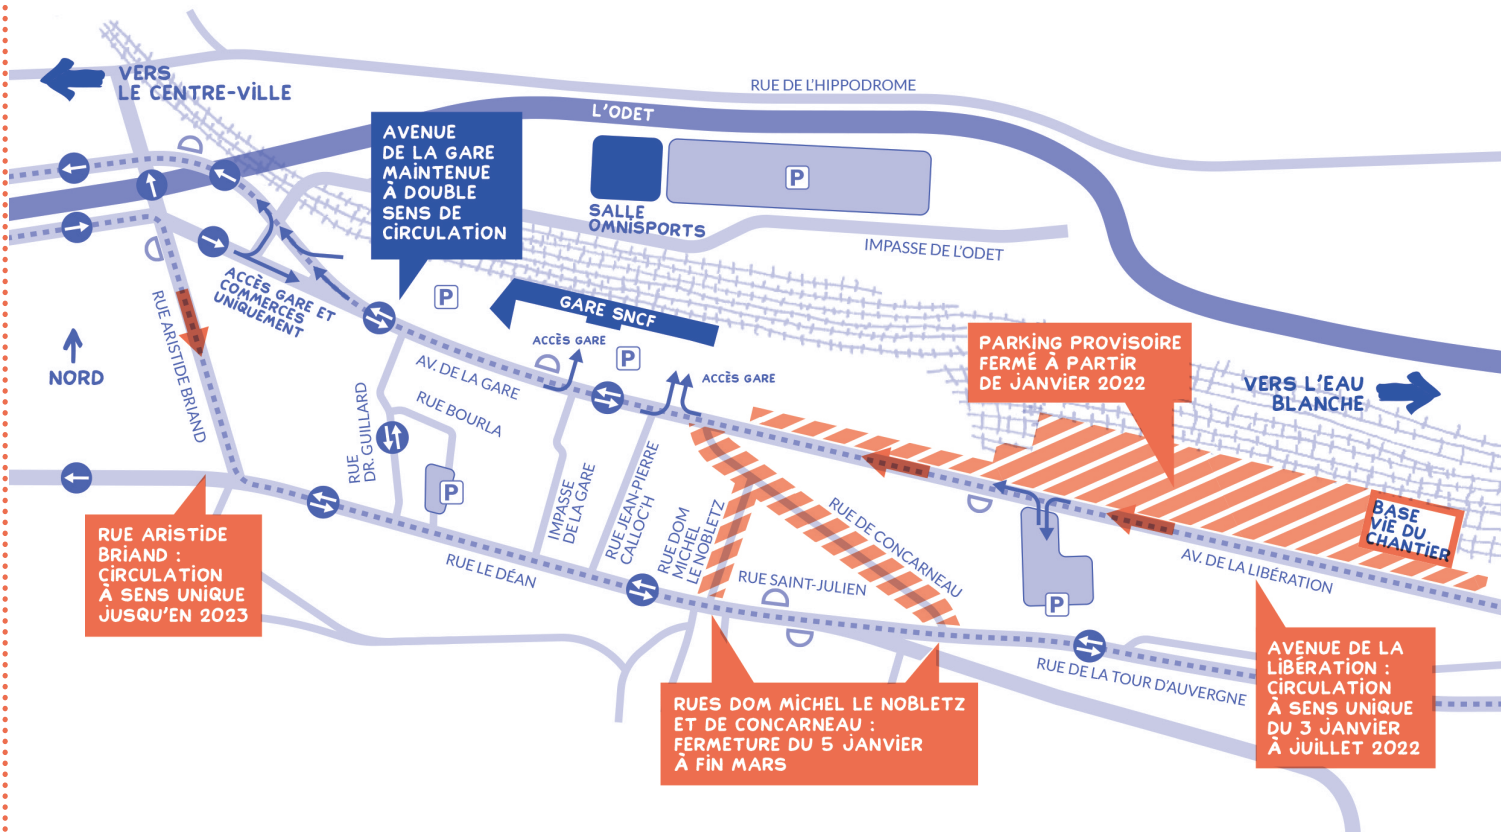 VERS
LE CENTRE-VILLE
RUE DE L'HIPPODROME
L'ODET
AVENUE
DE LA GARE
MAINTENUE
À DOUBLE
SENS DE
CIRCULATION
P
SALLE
OMNISPORTS
IMPASSE DE L'ODET
ACCÈS GARE ET
COMMERCES
UNIQUEMENT
P
GARE SNCF
ACCÈS GARE
P
ACCÈS GARE
NORD
RUE ARISTIDE BRIAND
AV. DE LA GARE
RUE BOURLA
RUE
DR. GUILLARD
P
IMPASSE
DE LA GARE
RUE JEAN-PIERRE
CALLOC'H
RUE DOM
MICHEL
LE NOBLETZ
RUE DE CONCARNEAU
PARKING PROVISOIRE
FERMÉ À PARTIR
DE JANVIER 2022
VERS L'EAU
BLANCHE
BASE
VIE DU
CHANTIER
AV. DE LA LIBÉRATION
P
RUE LE DÉAN
RUE SAINT-JULIEN
RUE DE LA TOUR D'AUVERGNE
RUE ARISTIDE
BRIAND :
CIRCULATION
À SENS UNIQUE
JUSQU'EN 2023
RUES DOM MICHEL LE NOBLETZ
ET DE CONCARNEAU :
FERMETURE DU 5 JANVIER
À FIN MARS
AVENUE DE LA
LIBÉRATION :
CIRCULATION
À SENS UNIQUE
DU 3 JANVIER
À JUILLET 2022